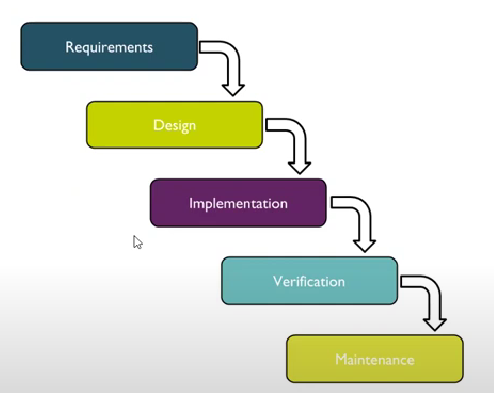 Requirements
Design
Implementation
Verification
Maintenance